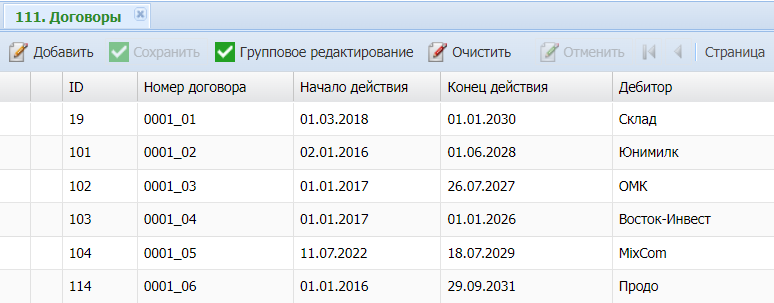 111. Договоры
Добавить Сохранить Групповое редактирование Очистить Отменить Страница
ID Номер договора Начало действия Конец действия Дебитор
19 0001_01 01.03.2018 01.01.2030 Склад
101 0001_02 02.01.2016 01.06.2028 Юнимилк
102 0001_03 01.01.2017 26.07.2027 ОМК
103 0001_04 01.01.2017 01.01.2026 Восток-Инвест
104 0001_05 11.07.2022 18.07.2029 MixCom
114 0001_06 01.01.2016 29.09.2031 Продо